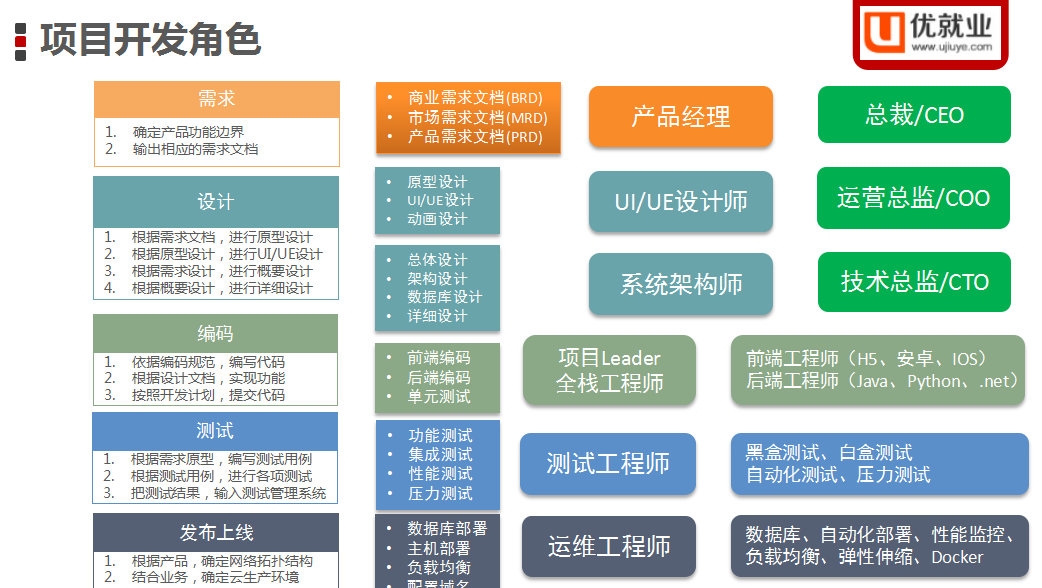 项目开发角色
优就业
www.ujiuye.com
需求
1. 确定产品功能边界
2. 输出相应的需求文档
• 商业需求文档(BRD)
• 市场需求文档(MRD)
• 产品需求文档(PRD)
产品经理
总裁/CEO
设计
1. 根据需求文档，进行原型设计
2. 根据原型设计，进行UI/UE设计
3. 根据需求设计，进行概要设计
4. 根据概要设计，进行详细设计
• 原型设计
• UI/UE设计
• 动画设计
UI/UE设计师
运营总监/COO
• 总体设计
• 架构设计
• 数据库设计
• 详细设计
系统架构师
技术总监/CTO
编码
1. 依据编码规范，编写代码
2. 根据设计文档，实现功能
3. 按照开发计划，提交代码
• 前端编码
• 后端编码
• 单元测试
项目Leader
全栈工程师
前端工程师（H5、安卓、IOS）
后端工程师（Java、Python、.net）
测试
1. 根据需求原型，编写测试用例
2. 根据测试用例，进行各项测试
3. 把测试结果，输入测试管理系统
• 功能测试
• 集成测试
• 性能测试
• 压力测试
测试工程师
黑盒测试、白盒测试
自动化测试、压力测试
发布上线
1. 根据产品，确定网络拓扑结构
2. 结合业务，确定云生产环境
• 数据库部署
• 主机部署
• 负载均衡
• 配置域名
运维工程师
数据库、自动化部署、性能监控、
负载均衡、弹性伸缩、Docker